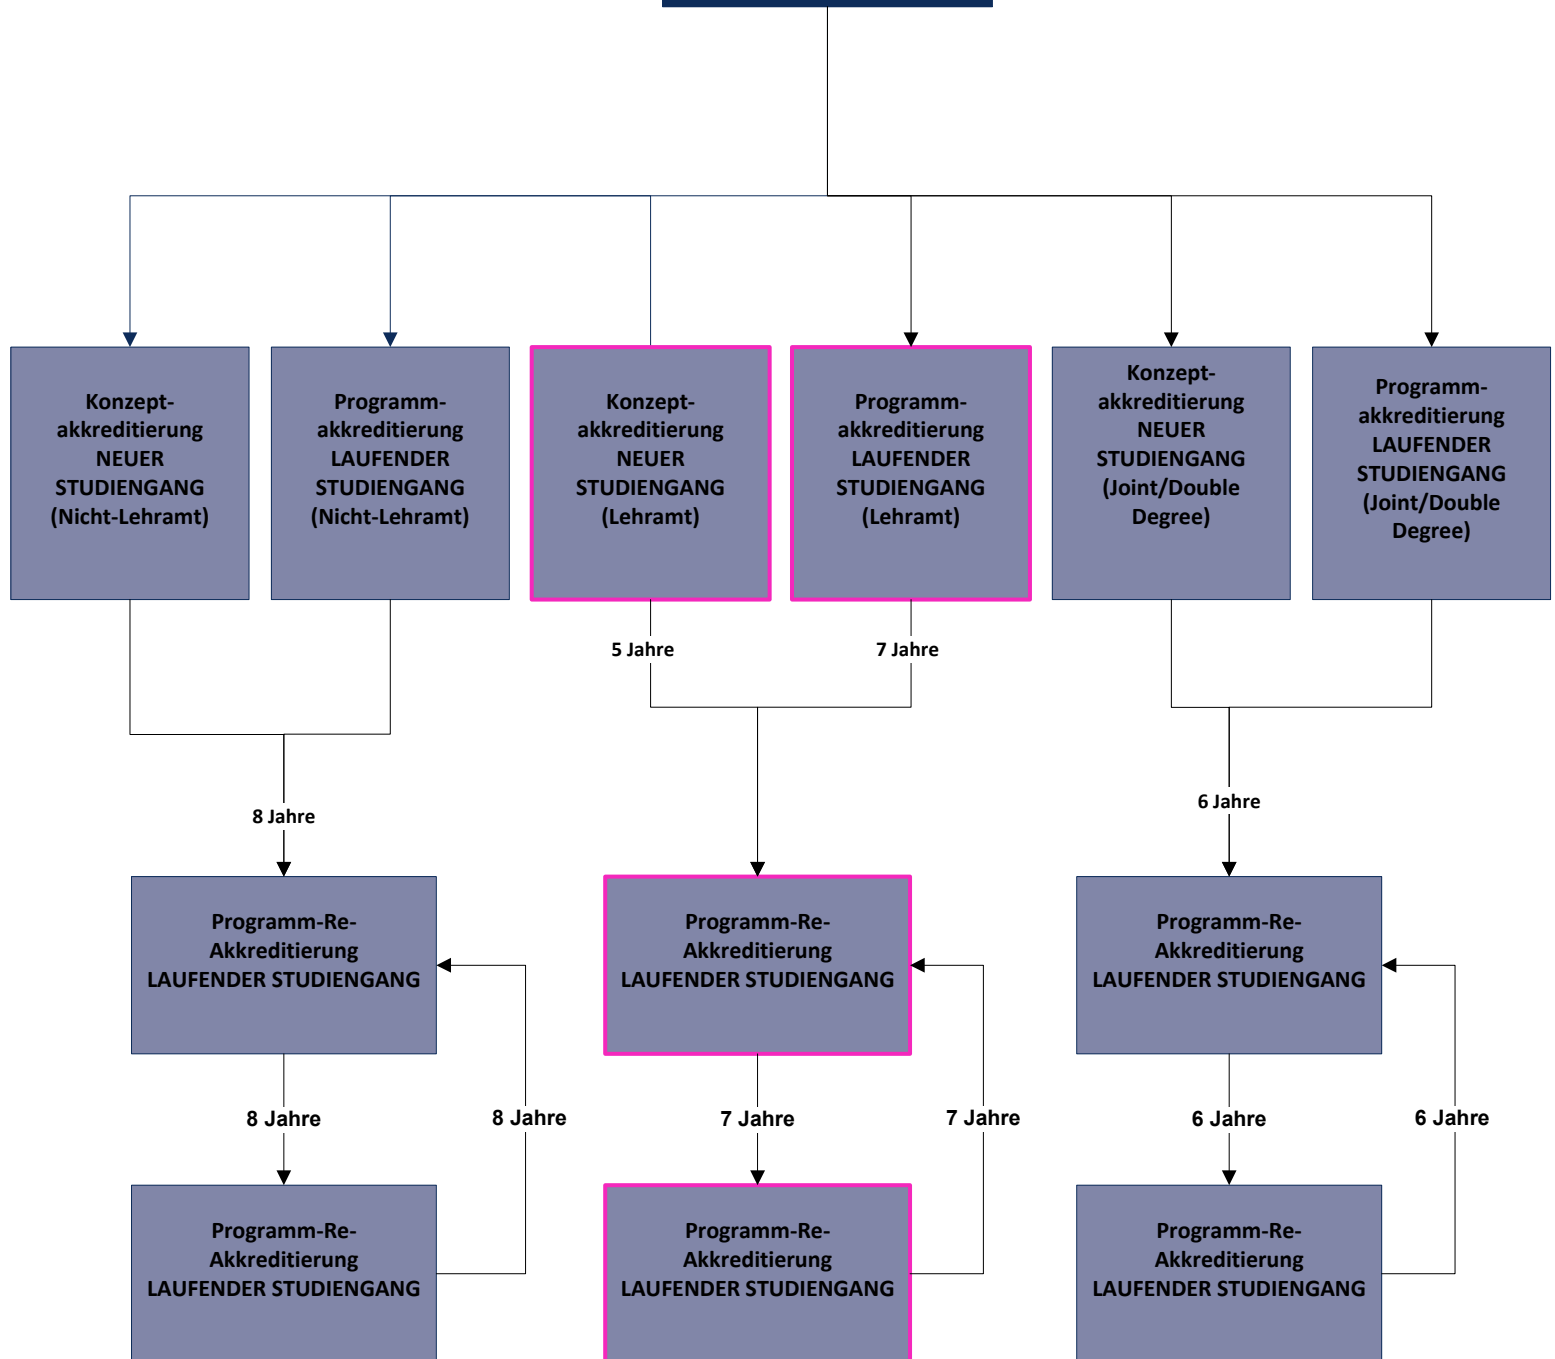 Konzept-
akkreditierung
NEUER
STUDIENGANG
(Nicht-Lehramt)
Programm-
akkreditierung
LAUFENDER
STUDIENGANG
(Nicht-Lehramt)
Konzept-
akkreditierung
NEUER
STUDIENGANG
(Lehramt)
Programm-
akkreditierung
LAUFENDER
STUDIENGANG
(Lehramt)
Konzept-
akkreditierung
NEUER
STUDIENGANG
(Joint/Double
Degree)
Programm-
akkreditierung
LAUFENDER
STUDIENGANG
(Joint/Double
Degree)
5 Jahre
7 Jahre
8 Jahre
6 Jahre
Programm-Re-
Akkreditierung
LAUFENDER STUDIENGANG
Programm-Re-
Akkreditierung
LAUFENDER STUDIENGANG
Programm-Re-
Akkreditierung
LAUFENDER STUDIENGANG
8 Jahre
8 Jahre
7 Jahre
7 Jahre
6 Jahre
6 Jahre
Programm-Re-
Akkreditierung
LAUFENDER STUDIENGANG
Programm-Re-
Akkreditierung
LAUFENDER STUDIENGANG
Programm-Re-
Akkreditierung
LAUFENDER STUDIENGANG